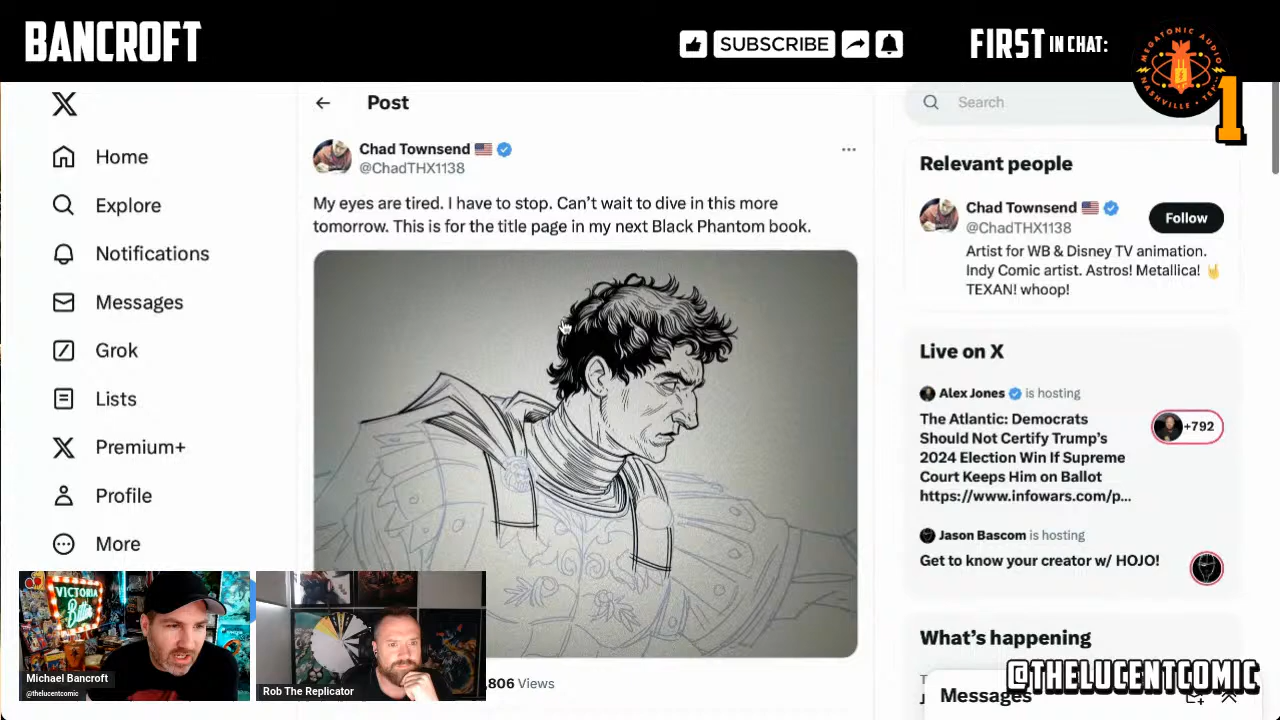 BANCROFT
SUBSCRIBE
FIRST IN CHAT:
MEGATONIC AUDIO
NASHVILLE
1
Home
Explore
Notifications
Messages
Grok
Lists
Premium+
Profile
More
Post
Chad Townsend
@ChadTHX1138
My eyes are tired. I have to stop. Can’t wait to dive in this more
tomorrow. This is for the title page in my next Black Phantom book.
806 Views
Search
Relevant people
Chad Townsend
@ChadTHX1138
Follow
Artist for WB & Disney TV animation.
Indy Comic artist. Astros! Metallica! 🤘
TEXAN! whoop!
Live on X
Alex Jones is hosting
The Atlantic: Democrats
Should Not Certify Trump’s
2024 Election Win If Supreme
Court Keeps Him on Ballot
https://www.infowars.com/p...
+792
Jason Bascom is hosting
Get to know your creator w/ HOJO!
What’s happening
Messages
@THELUCENTCOMIC
VICTORIA
Bitter
Michael Bancroft
@thelucentcomic
Rob The Replicator